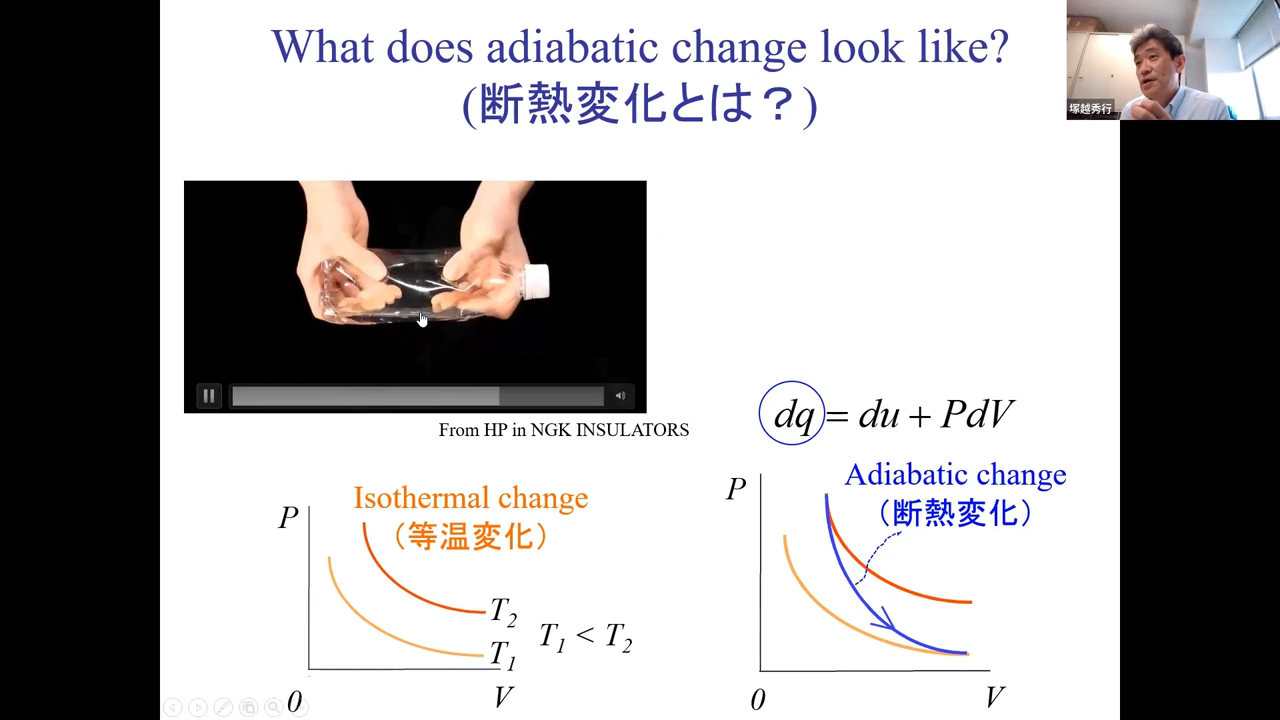 What does adiabatic change look like?
(断熱変化とは？)
塚越秀行
From HP in NGK INSULATORS
dq = du + PdV
Isothermal change
（等温変化）
P
T2
T1
T1 < T2
0
V
Adiabatic change
（断熱変化）
P
0
V